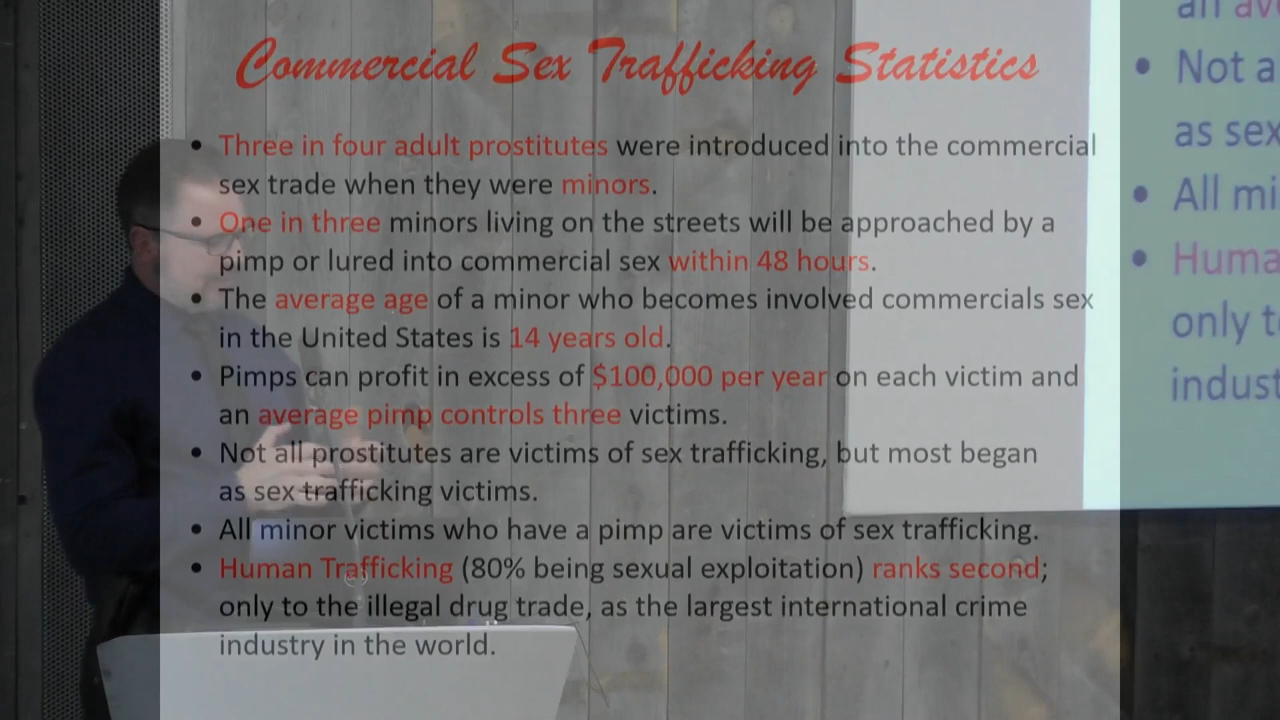 Commercial Sex Trafficking Statistics
• Three in four adult prostitutes were introduced into the commercial
sex trade when they were minors.
• One in three minors living on the streets will be approached by a
pimp or lured into commercial sex within 48 hours.
• The average age of a minor who becomes involved commercials sex
in the United States is 14 years old.
• Pimps can profit in excess of $100,000 per year on each victim and
an average pimp controls three victims.
• Not all prostitutes are victims of sex trafficking, but most began
as sex trafficking victims.
• All minor victims who have a pimp are victims of sex trafficking.
• Human Trafficking (80% being sexual exploitation) ranks second;
only to the illegal drug trade, as the largest international crime
industry in the world.
an
• Not a
as sex
• All mi
• Huma
only t
indust